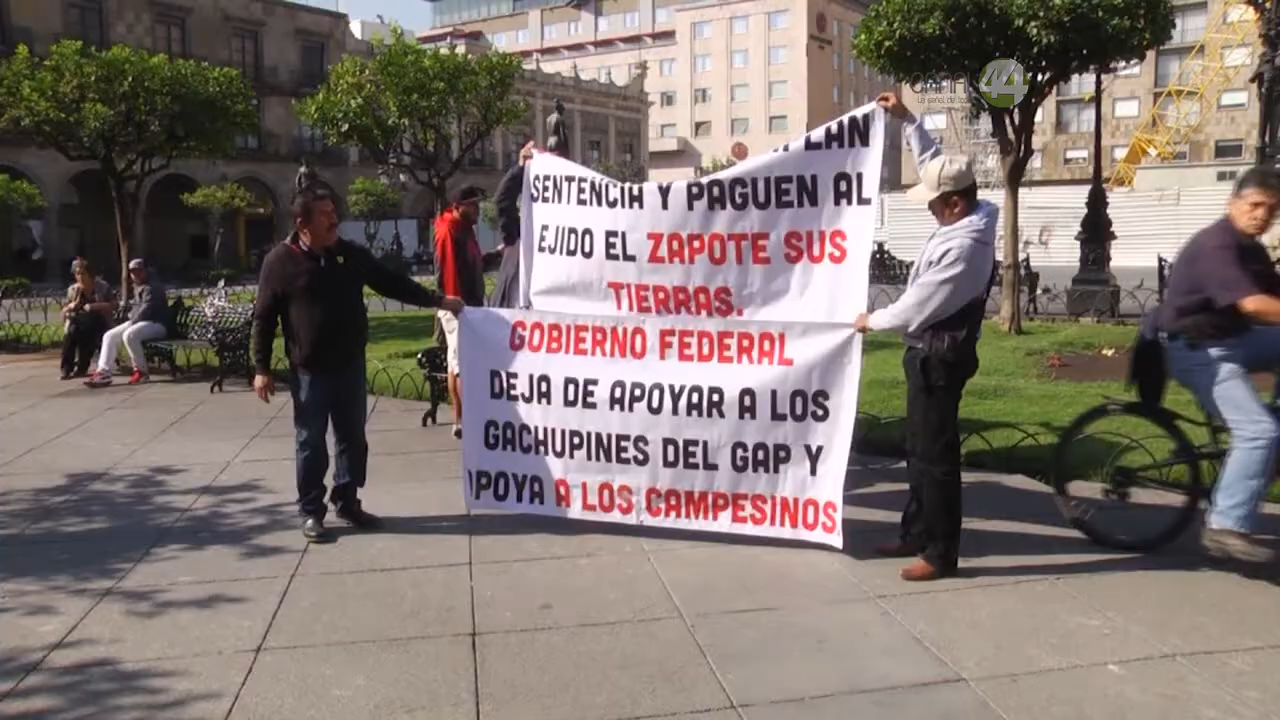 CANAL 44
SENTENCIA Y PAGUEN AL
EJIDO EL ZAPOTE SUS
TIERRAS.
GOBIERNO FEDERAL
DEJA DE APOYAR A LOS
GACHUPINES DEL GAP Y
POYA A LOS CAMPESINOS